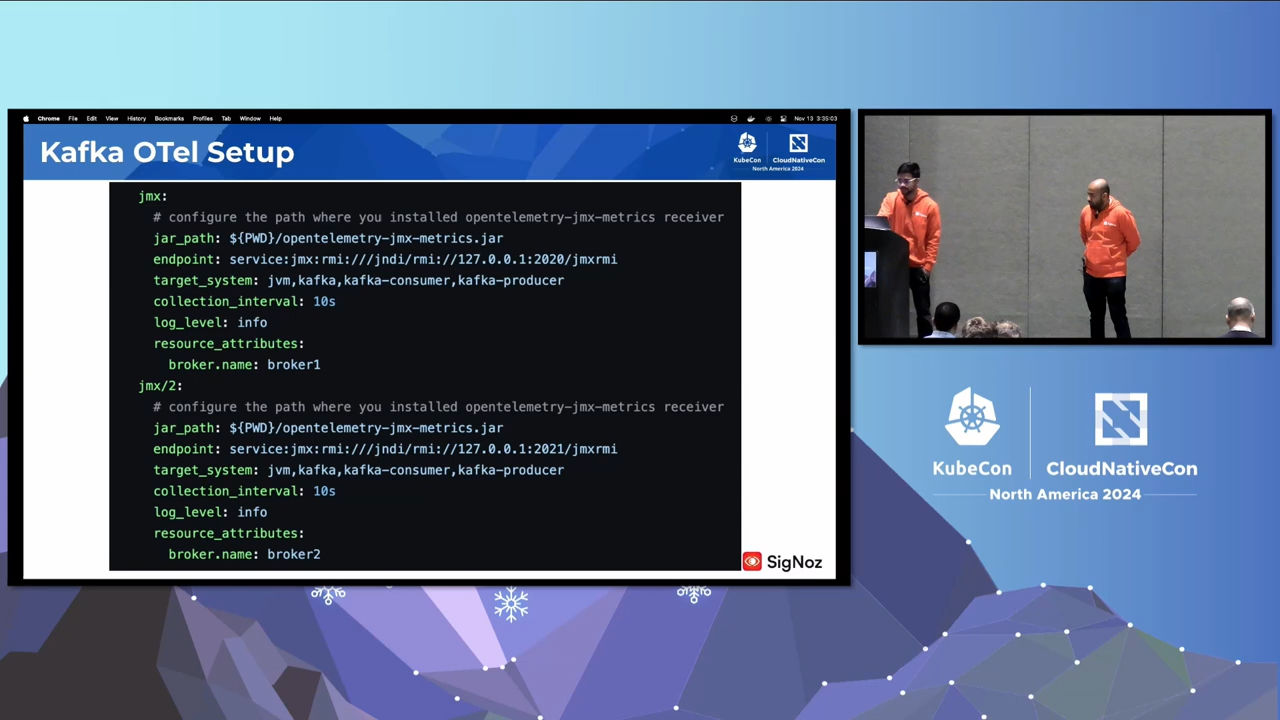 Chrome File Edit View History Bookmarks Profiles Tab Window Help
Nov 13 3:35:03
Kafka OTel Setup
KubeCon
CloudNativeCon
North America 2024
jmx:
# configure the path where you installed opentelemetry-jmx-metrics receiver
jar_path: ${PWD}/opentelemetry-jmx-metrics.jar
endpoint: service:jmx:rmi:///jndi/rmi://127.0.0.1:2020/jmxrmi
target_system: jvm,kafka,kafka-consumer,kafka-producer
collection_interval: 10s
log_level: info
resource_attributes:
broker.name: broker1
jmx/2:
# configure the path where you installed opentelemetry-jmx-metrics receiver
jar_path: ${PWD}/opentelemetry-jmx-metrics.jar
endpoint: service:jmx:rmi:///jndi/rmi://127.0.0.1:2021/jmxrmi
target_system: jvm,kafka,kafka-consumer,kafka-producer
collection_interval: 10s
log_level: info
resource_attributes:
broker.name: broker2
SigNoz
KubeCon
CloudNativeCon
North America 2024